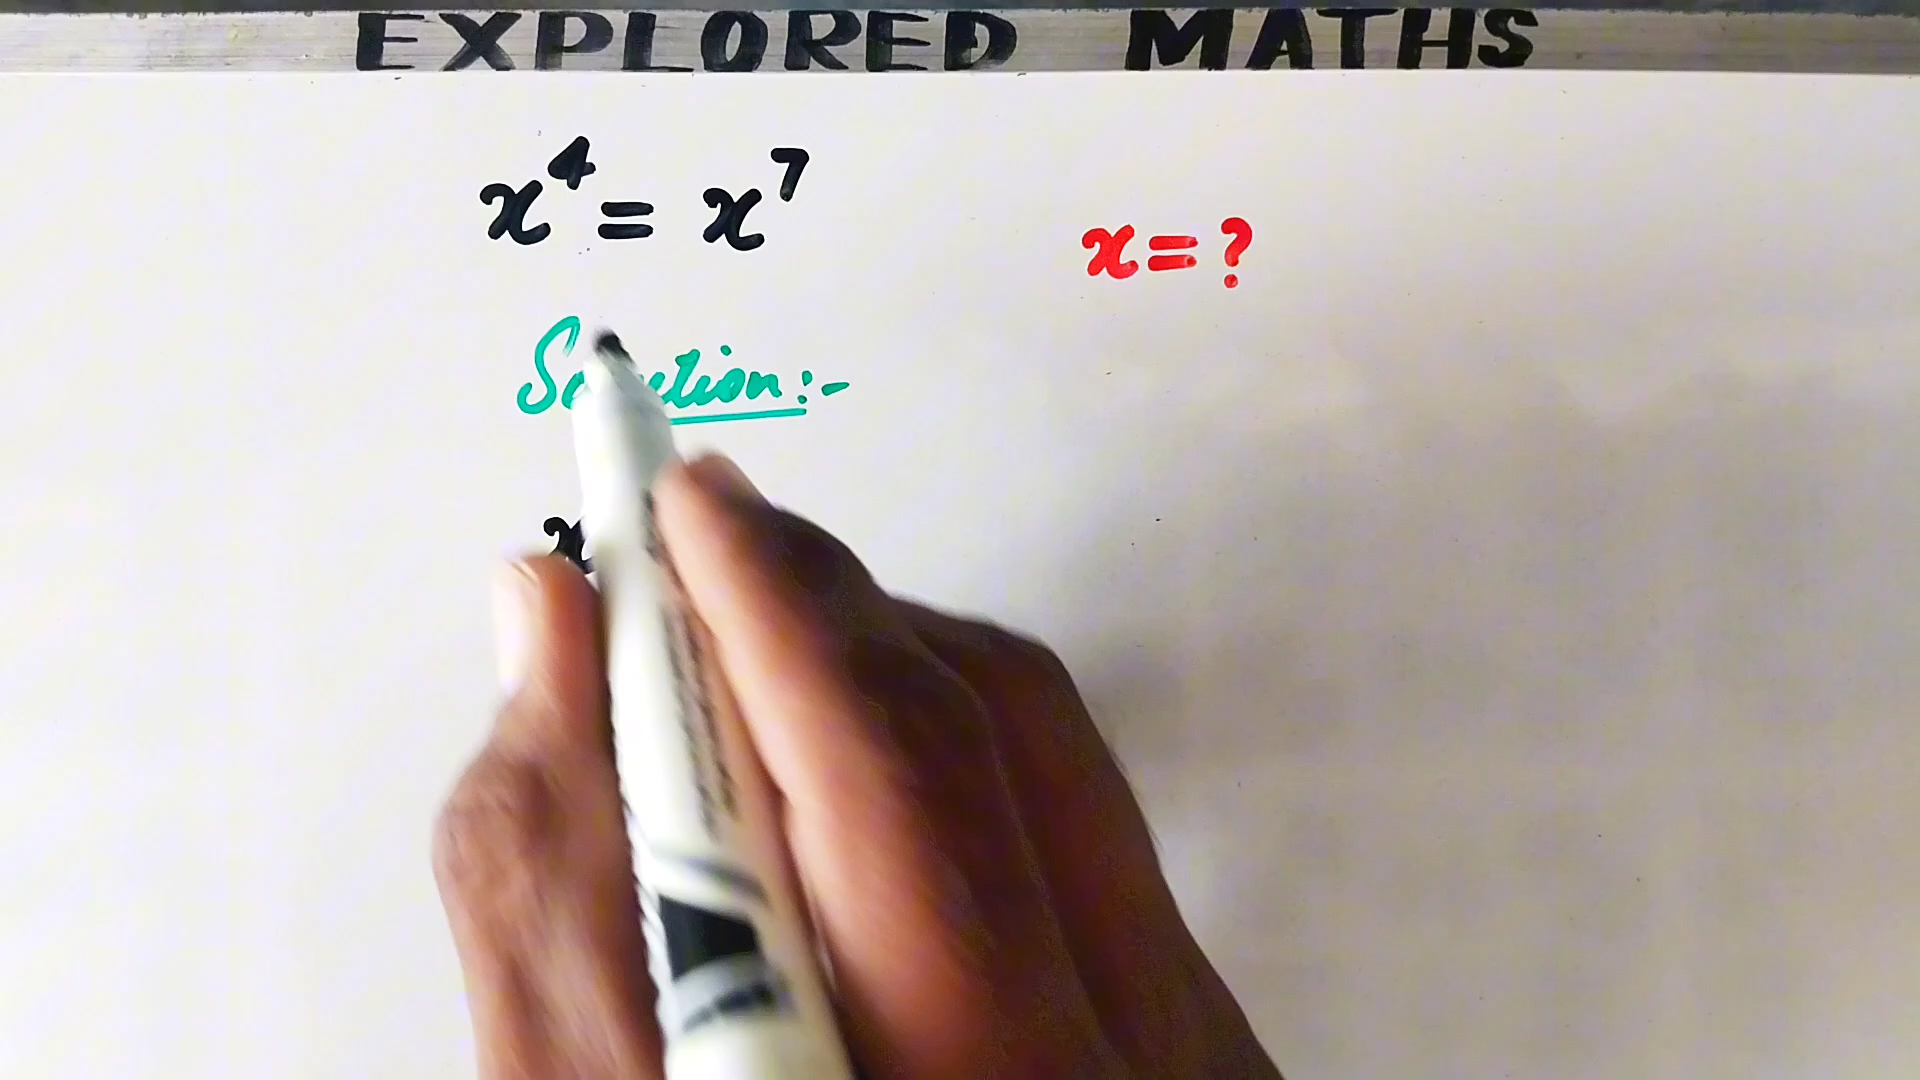 EXPLORED MATHS
x⁴ = x⁷
x = ?
x